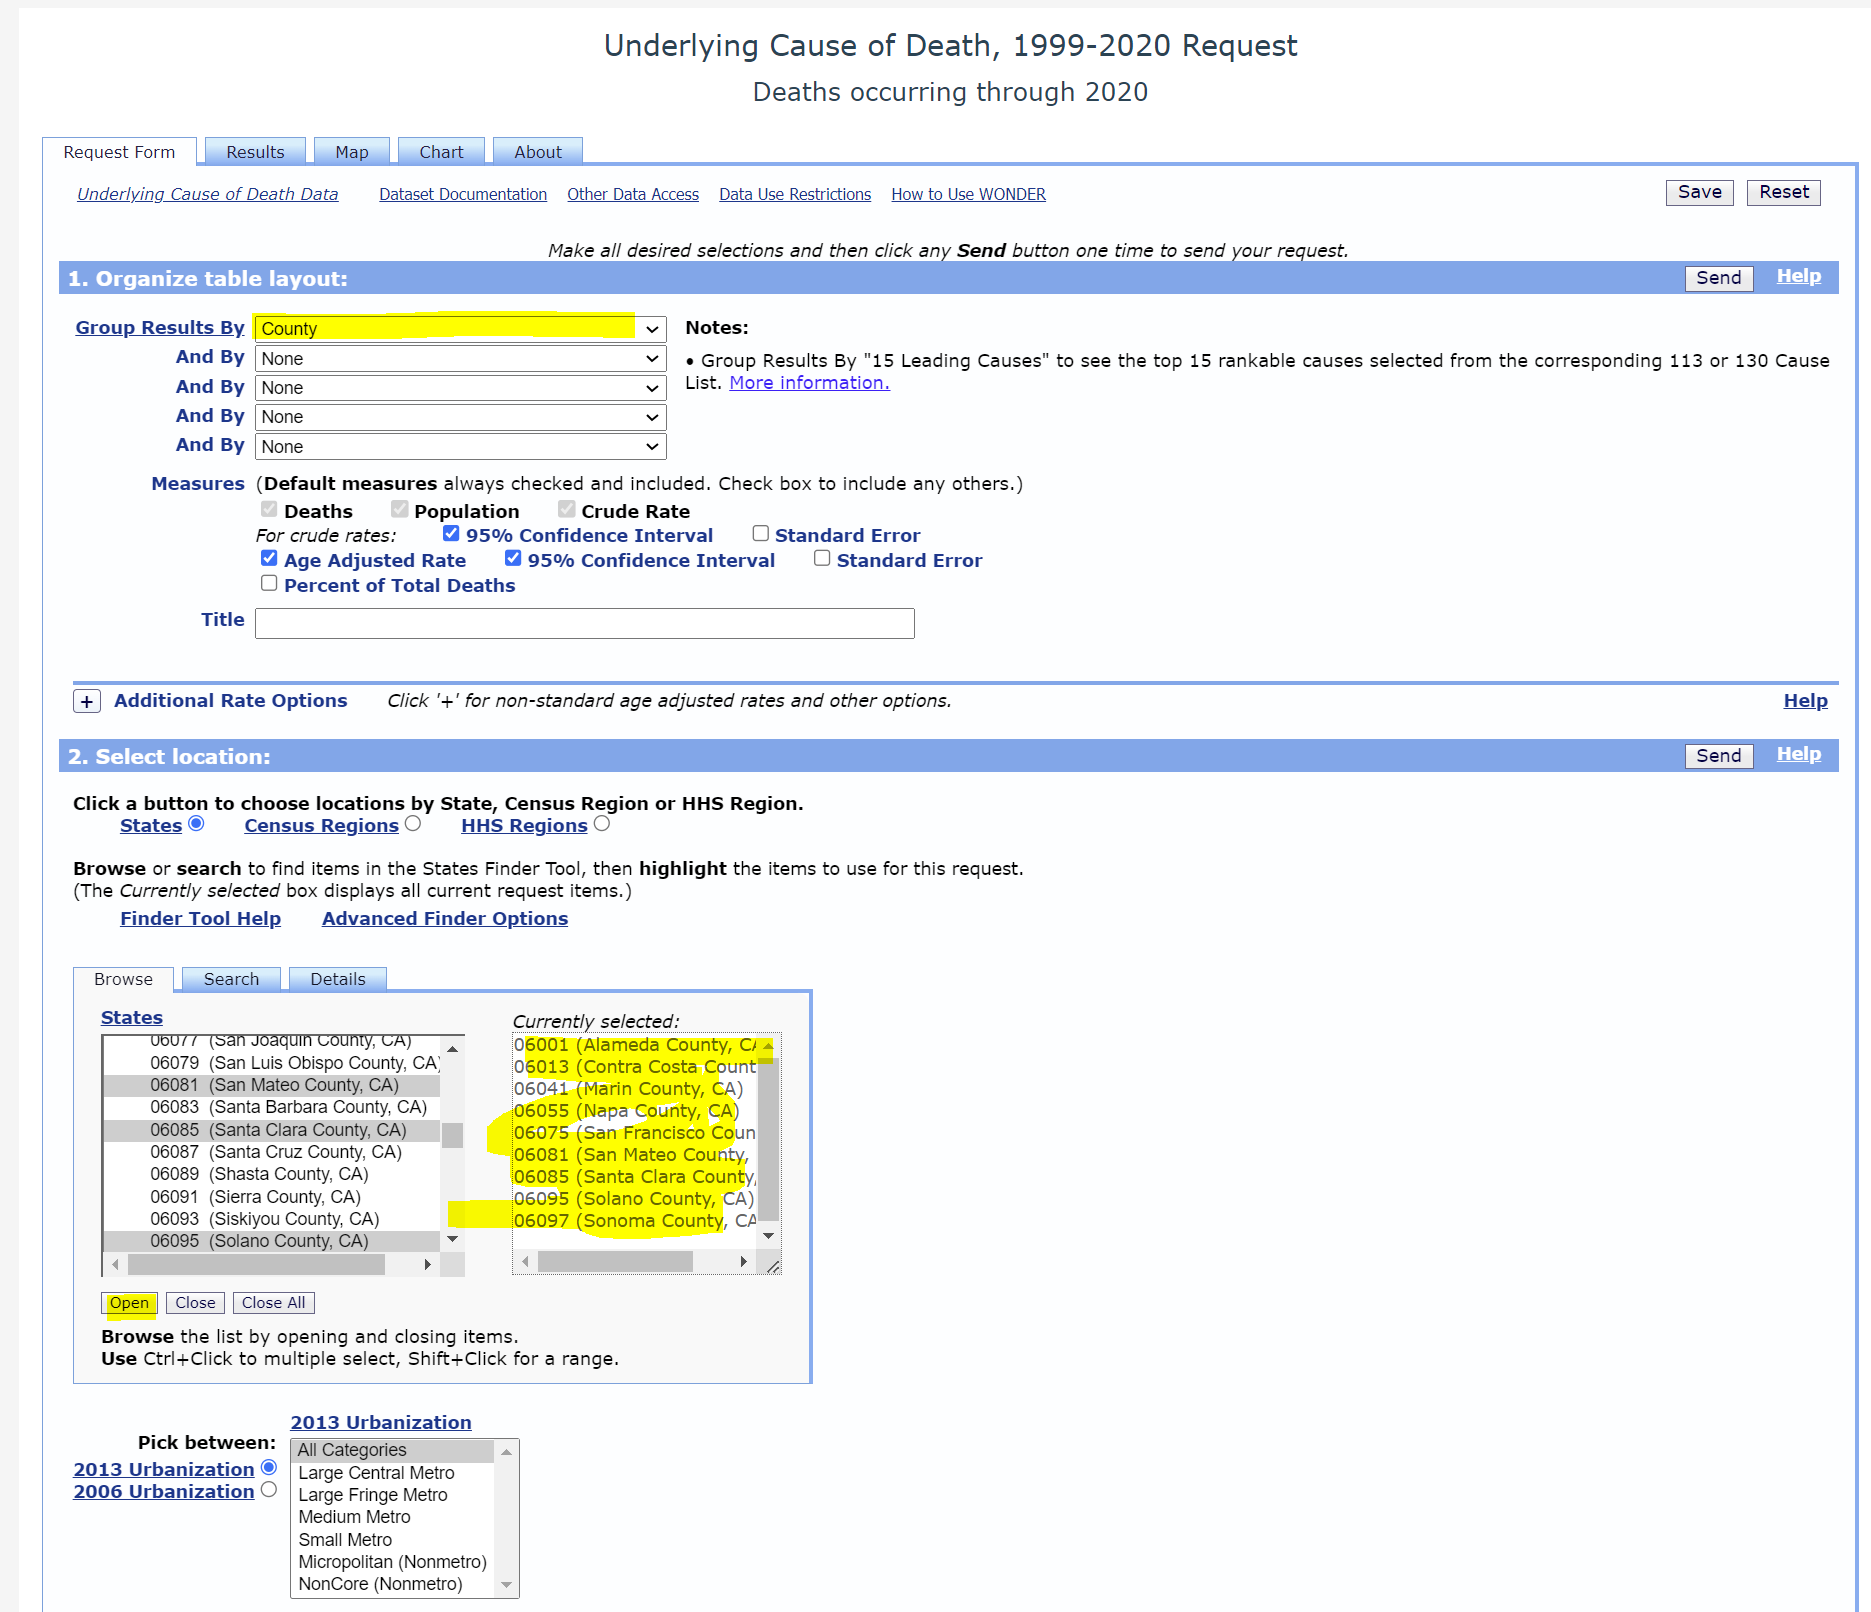 Underlying Cause of Death, 1999-2020 Request
Deaths occurring through 2020
Request Form Results Map Chart About
Underlying Cause of Death Data Dataset Documentation Other Data Access Data Use Restrictions How to Use WONDER Save Reset
Make all desired selections and then click any Send button one time to send your request.
1. Organize table layout: Send Help
Group Results By County
And By None
And By None
And By None
And By None
Notes:
• Group Results By "15 Leading Causes" to see the top 15 rankable causes selected from the corresponding 113 or 130 Cause
List. More information.
Measures (Default measures always checked and included. Check box to include any others.)
Deaths Population Crude Rate
For crude rates: 95% Confidence Interval Standard Error
Age Adjusted Rate 95% Confidence Interval Standard Error
Percent of Total Deaths
Title
+ Additional Rate Options Click '+' for non-standard age adjusted rates and other options. Help
2. Select location: Send Help
Click a button to choose locations by State, Census Region or HHS Region.
States Census Regions HHS Regions
Browse or search to find items in the States Finder Tool, then highlight the items to use for this request.
(The Currently selected box displays all current request items.)
Finder Tool Help Advanced Finder Options
Browse Search Details
States
06077 (San Joaquin County, CA)
06079 (San Luis Obispo County, CA)
06081 (San Mateo County, CA)
06083 (Santa Barbara County, CA)
06085 (Santa Clara County, CA)
06087 (Santa Cruz County, CA)
06089 (Shasta County, CA)
06091 (Sierra County, CA)
06093 (Siskiyou County, CA)
06095 (Solano County, CA)
Currently selected:
06001 (Alameda County, CA
06013 (Contra Costa Count
06041 (Marin County, CA)
06055 (Napa County, CA)
06075 (San Francisco Coun
06081 (San Mateo County,
06085 (Santa Clara County,
06095 (Solano County, CA)
06097 (Sonoma County, CA
Open Close Close All
Browse the list by opening and closing items.
Use Ctrl+Click to multiple select, Shift+Click for a range.
Pick between:
2013 Urbanization
2006 Urbanization
2013 Urbanization
All Categories
Large Central Metro
Large Fringe Metro
Medium Metro
Small Metro
Micropolitan (Nonmetro)
NonCore (Nonmetro)